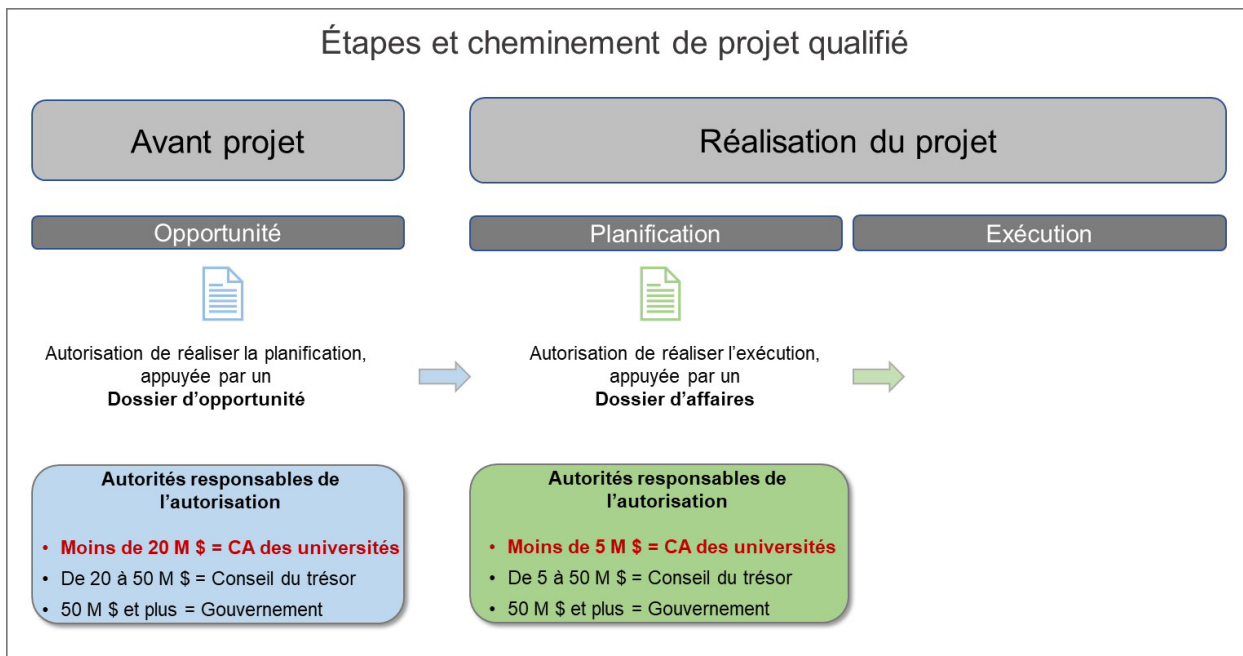 Étapes et cheminement de projet qualifié
Avant projet
Réalisation du projet
Opportunité
Planification
Exécution
Autorisation de réaliser la planification,
appuyée par un
Dossier d'opportunité
Autorisation de réaliser l'exécution,
appuyée par un
Dossier d'affaires
Autorités responsables de
l'autorisation
• Moins de 20 M $ = CA des universités
• De 20 à 50 M $ = Conseil du trésor
• 50 M $ et plus = Gouvernement
Autorités responsables de
l'autorisation
• Moins de 5 M $ = CA des universités
• De 5 à 50 M $ = Conseil du trésor
• 50 M $ et plus = Gouvernement